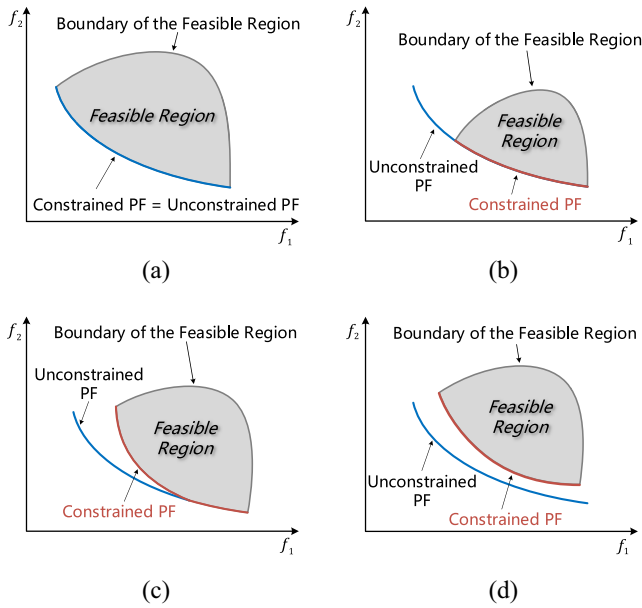 f₂
Boundary of the Feasible Region
Feasible Region
Constrained PF = Unconstrained PF
f₁
(a)
f₂
Boundary of the Feasible Region
Feasible
Region
Unconstrained
PF
Constrained PF
f₁
(b)
f₂
Boundary of the Feasible Region
Unconstrained
PF
Feasible
Region
Constrained PF
f₁
(c)
f₂
Boundary of the Feasible Region
Feasible
Region
Unconstrained
PF
Constrained PF
f₁
(d)